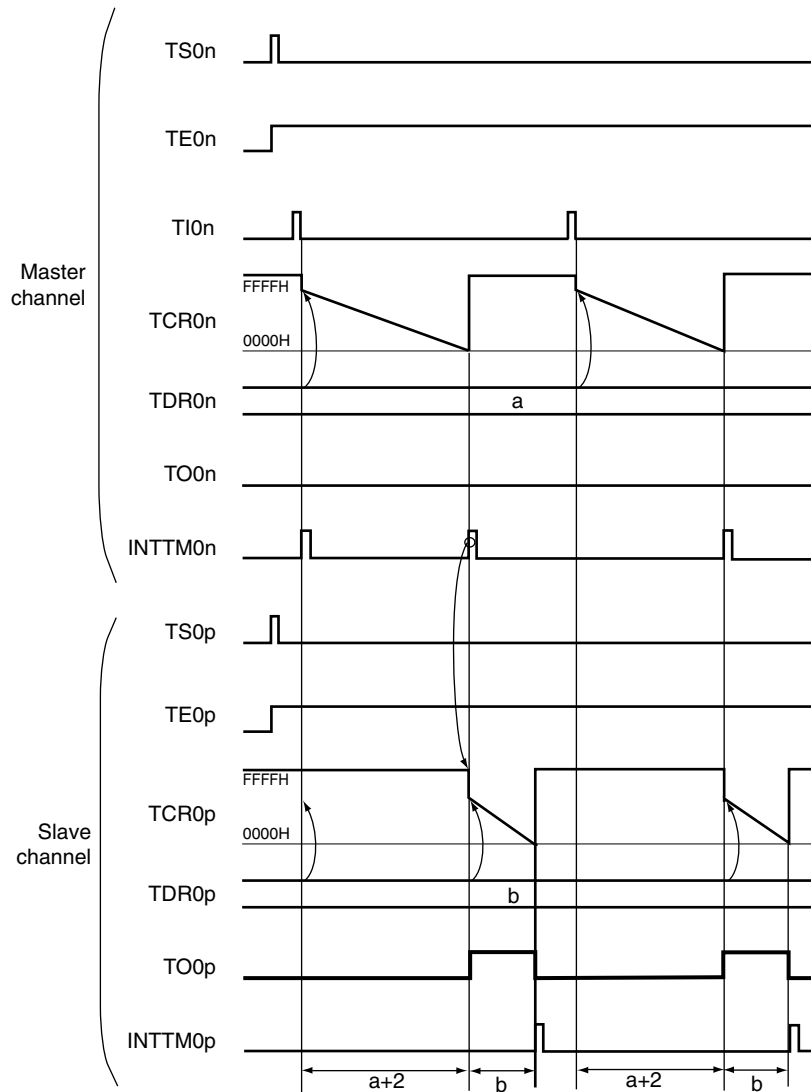 TS0n
TE0n
TI0n
Master
channel
FFFFH
TCR0n
0000H
TDR0n
a
TO0n
INTTM0n
TS0p
TE0p
FFFFH
TCR0p
Slave
channel
0000H
TDR0p
b
TO0p
INTTM0p
a+2 b a+2 b